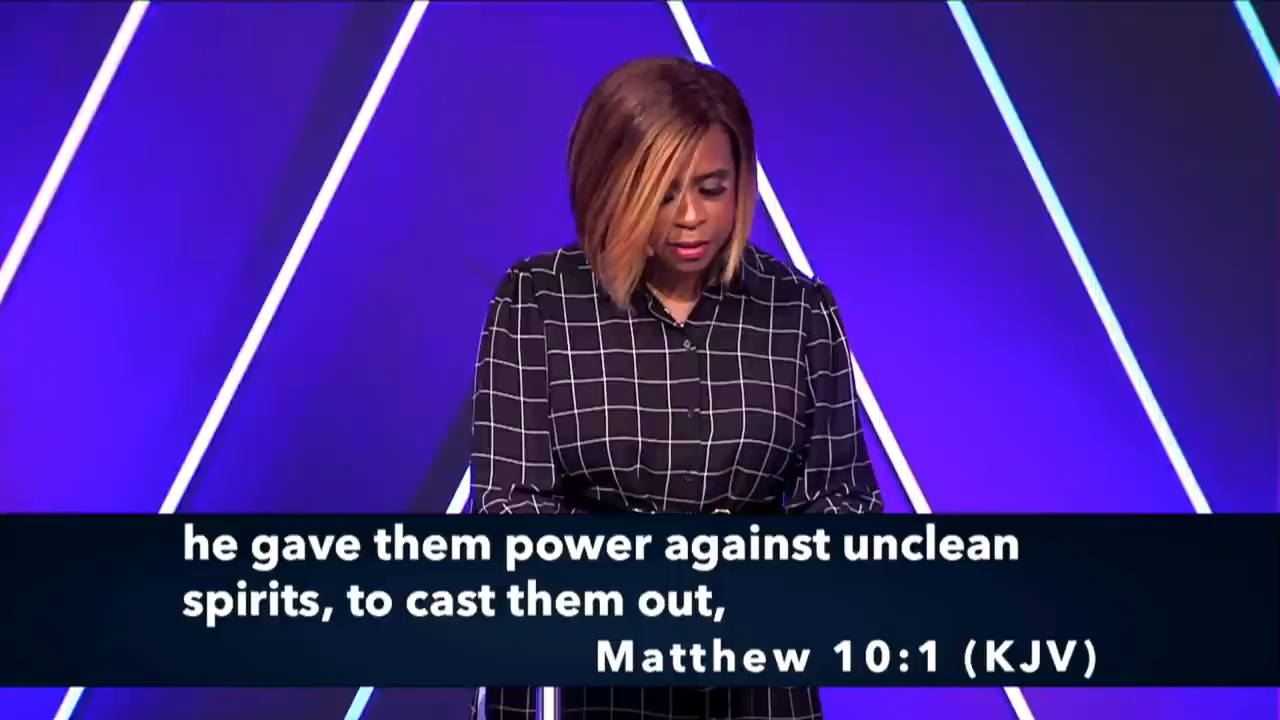 he gave them power against unclean
spirits, to cast them out,
Matthew 10:1 (KJV)